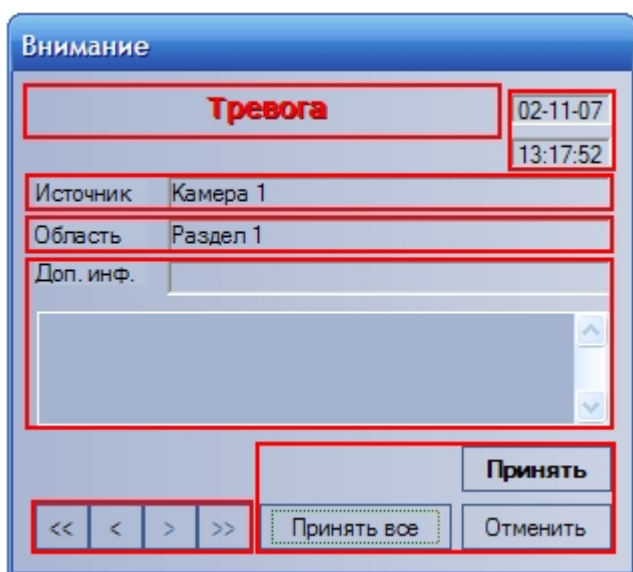 Внимание
Тревога
02-11-07
13:17:52
Источник Камера 1
Область Раздел 1
Доп. инф.
Принять
<< < > >> Принять все Отменить